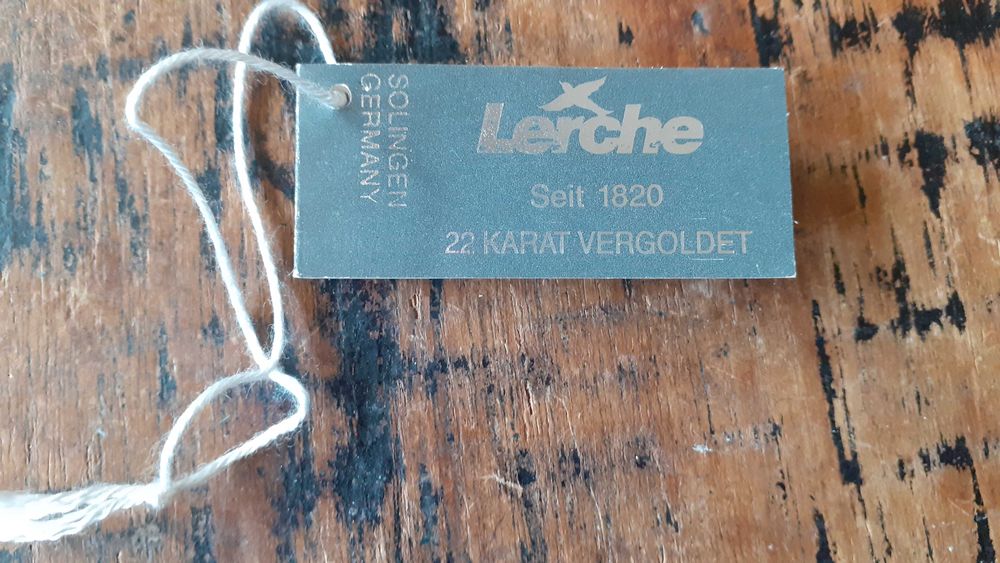 SOLINGEN
GERMANY
Lerche
Seit 1820
22 KARAT VERGOLDET